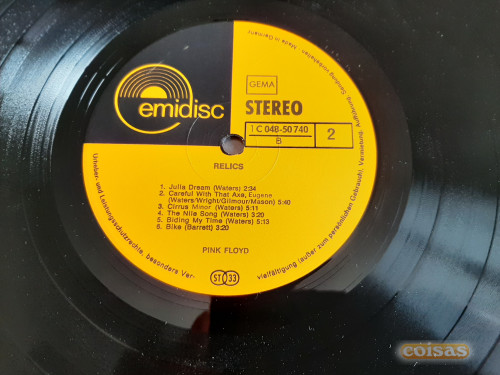 emidisc
GEMA
STEREO
1 C 048-50 740
B
2
RELICS
1. Julia Dream (Waters) 2:34
2. Careful With That Axe, Eugene
(Waters/Wright/Gilmour/Mason) 5:40
3. Cirrus Minor (Waters) 5:11
4. The Nile Song (Waters) 3:20
5. Biding My Time (Waters) 5:13
6. Bike (Barrett) 3:20
PINK FLOYD
ST 33
Urheber- und Leistungsschutzrechte, besonders Ver-
vielfältigung (außer zum persönlichen Gebrauch), Vermietung, Aufführung, Sendung vorbehalten · Made in Germany
coisas